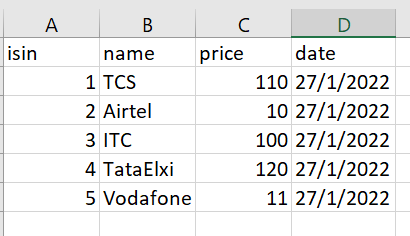 A B C D
isin name price date
1 TCS 110 27/1/2022
2 Airtel 10 27/1/2022
3 ITC 100 27/1/2022
4 TataElxi 120 27/1/2022
5 Vodafone 11 27/1/2022